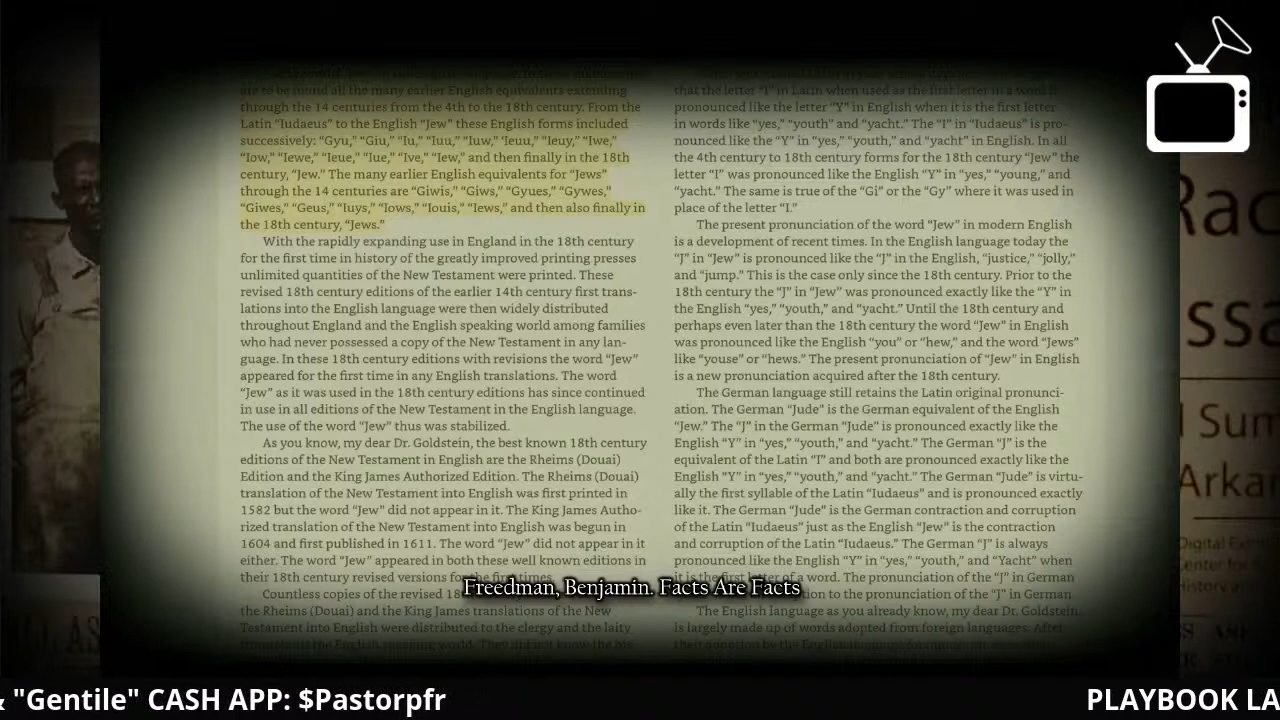 are to be found all the many earlier English equivalents extending
through the 14 centuries from the 4th to the 18th century. From the
Latin “Iudaeus” to the English “Jew” these English forms included
successively: “Gyu,” “Giu,” “Iu,” “Iuu,” “Iuw,” “Ieuu,” “Ieuy,” “Iwe,”
“Iow,” “Iewe,” “Ieue,” “Iue,” “Ive,” “Iew,” and then finally in the 18th
century, “Jew.” The many earlier English equivalents for “Jews”
through the 14 centuries are “Giwis,” “Giws,” “Gyues,” “Gywes,”
“Giwes,” “Geus,” “Iuys,” “Iows,” “Iouis,” “Iews,” and then also finally in
the 18th century, “Jews.”
With the rapidly expanding use in England in the 18th century
for the first time in history of the greatly improved printing presses
unlimited quantities of the New Testament were printed. These
revised 18th century editions of the earlier 14th century first trans-
lations into the English language were then widely distributed
throughout England and the English speaking world among families
who had never possessed a copy of the New Testament in any lan-
guage. In these 18th century editions with revisions the word “Jew”
appeared for the first time in any English translations. The word
“Jew” as it was used in the 18th century editions has since continued
in use in all editions of the New Testament in the English language.
The use of the word “Jew” thus was stabilized.
As you know, my dear Dr. Goldstein, the best known 18th century
editions of the New Testament in English are the Rheims (Douai)
Edition and the King James Authorized Edition. The Rheims (Douai)
translation of the New Testament into English was first printed in
1582 but the word “Jew” did not appear in it. The King James Autho-
rized translation of the New Testament into English was begun in
1604 and first published in 1611. The word “Jew” did not appear in it
either. The word “Jew” appeared in both these well known editions in
their 18th century revised versions for the first times.
Countless copies of the revised 18
the Rheims (Douai) and the King James translations of the New
Testament into English were distributed to the clergy and the laity
that the letter “I” in Latin when used as the first letter in a word is
pronounced like the letter “Y” in English when it is the first letter
in words like “yes,” “youth” and “yacht.” The “I” in “Iudaeus” is pro-
nounced like the “Y” in “yes,” “youth,” and “yacht” in English. In all
the 4th century to 18th century forms for the 18th century “Jew” the
letter “I” was pronounced like the English “Y” in “yes,” “young,” and
“yacht.” The same is true of the “Gi” or the “Gy” where it was used in
place of the letter “I.”
The present pronunciation of the word “Jew” in modern English
is a development of recent times. In the English language today the
“J” in “Jew” is pronounced like the “J” in the English, “justice,” “jolly,”
and “jump.” This is the case only since the 18th century. Prior to the
18th century the “J” in “Jew” was pronounced exactly like the “Y” in
the English “yes,” “youth,” and “yacht.” Until the 18th century and
perhaps even later than the 18th century the word “Jew” in English
was pronounced like the English “you” or “hew,” and the word “Jews”
like “youse” or “hews.” The present pronunciation of “Jew” in English
is a new pronunciation acquired after the 18th century.
The German language still retains the Latin original pronunci-
ation. The German “Jude” is the German equivalent of the English
“Jew.” The “J” in the German “Jude” is pronounced exactly like the
English “Y” in “yes,” “youth,” and “yacht.” The German “J” is the
equivalent of the Latin “I” and both are pronounced exactly like the
English “Y” in “yes,” “youth,” and “yacht.” The German “Jude” is virtu-
ally the first syllable of the Latin “Iudaeus” and is pronounced exactly
like it. The German “Jude” is the German contraction and corruption
of the Latin “Iudaeus” just as the English “Jew” is the contraction
and corruption of the Latin “Iudaeus.” The German “J” is always
pronounced like the English “Y” in “yes,” “youth,” and “Yacht” when
it is the first letter of a word. The pronunciation of the “J” in German
tion to the pronunciation of the “J” in German
The English language as you already know, my dear Dr. Goldstein,
is largely made up of words adopted from foreign languages. After
Freedman, Benjamin. Facts Are Facts
Rac
ssa
Sum
Arkan
& "Gentile" CASH APP: $Pastorpfr
PLAYBOOK LA